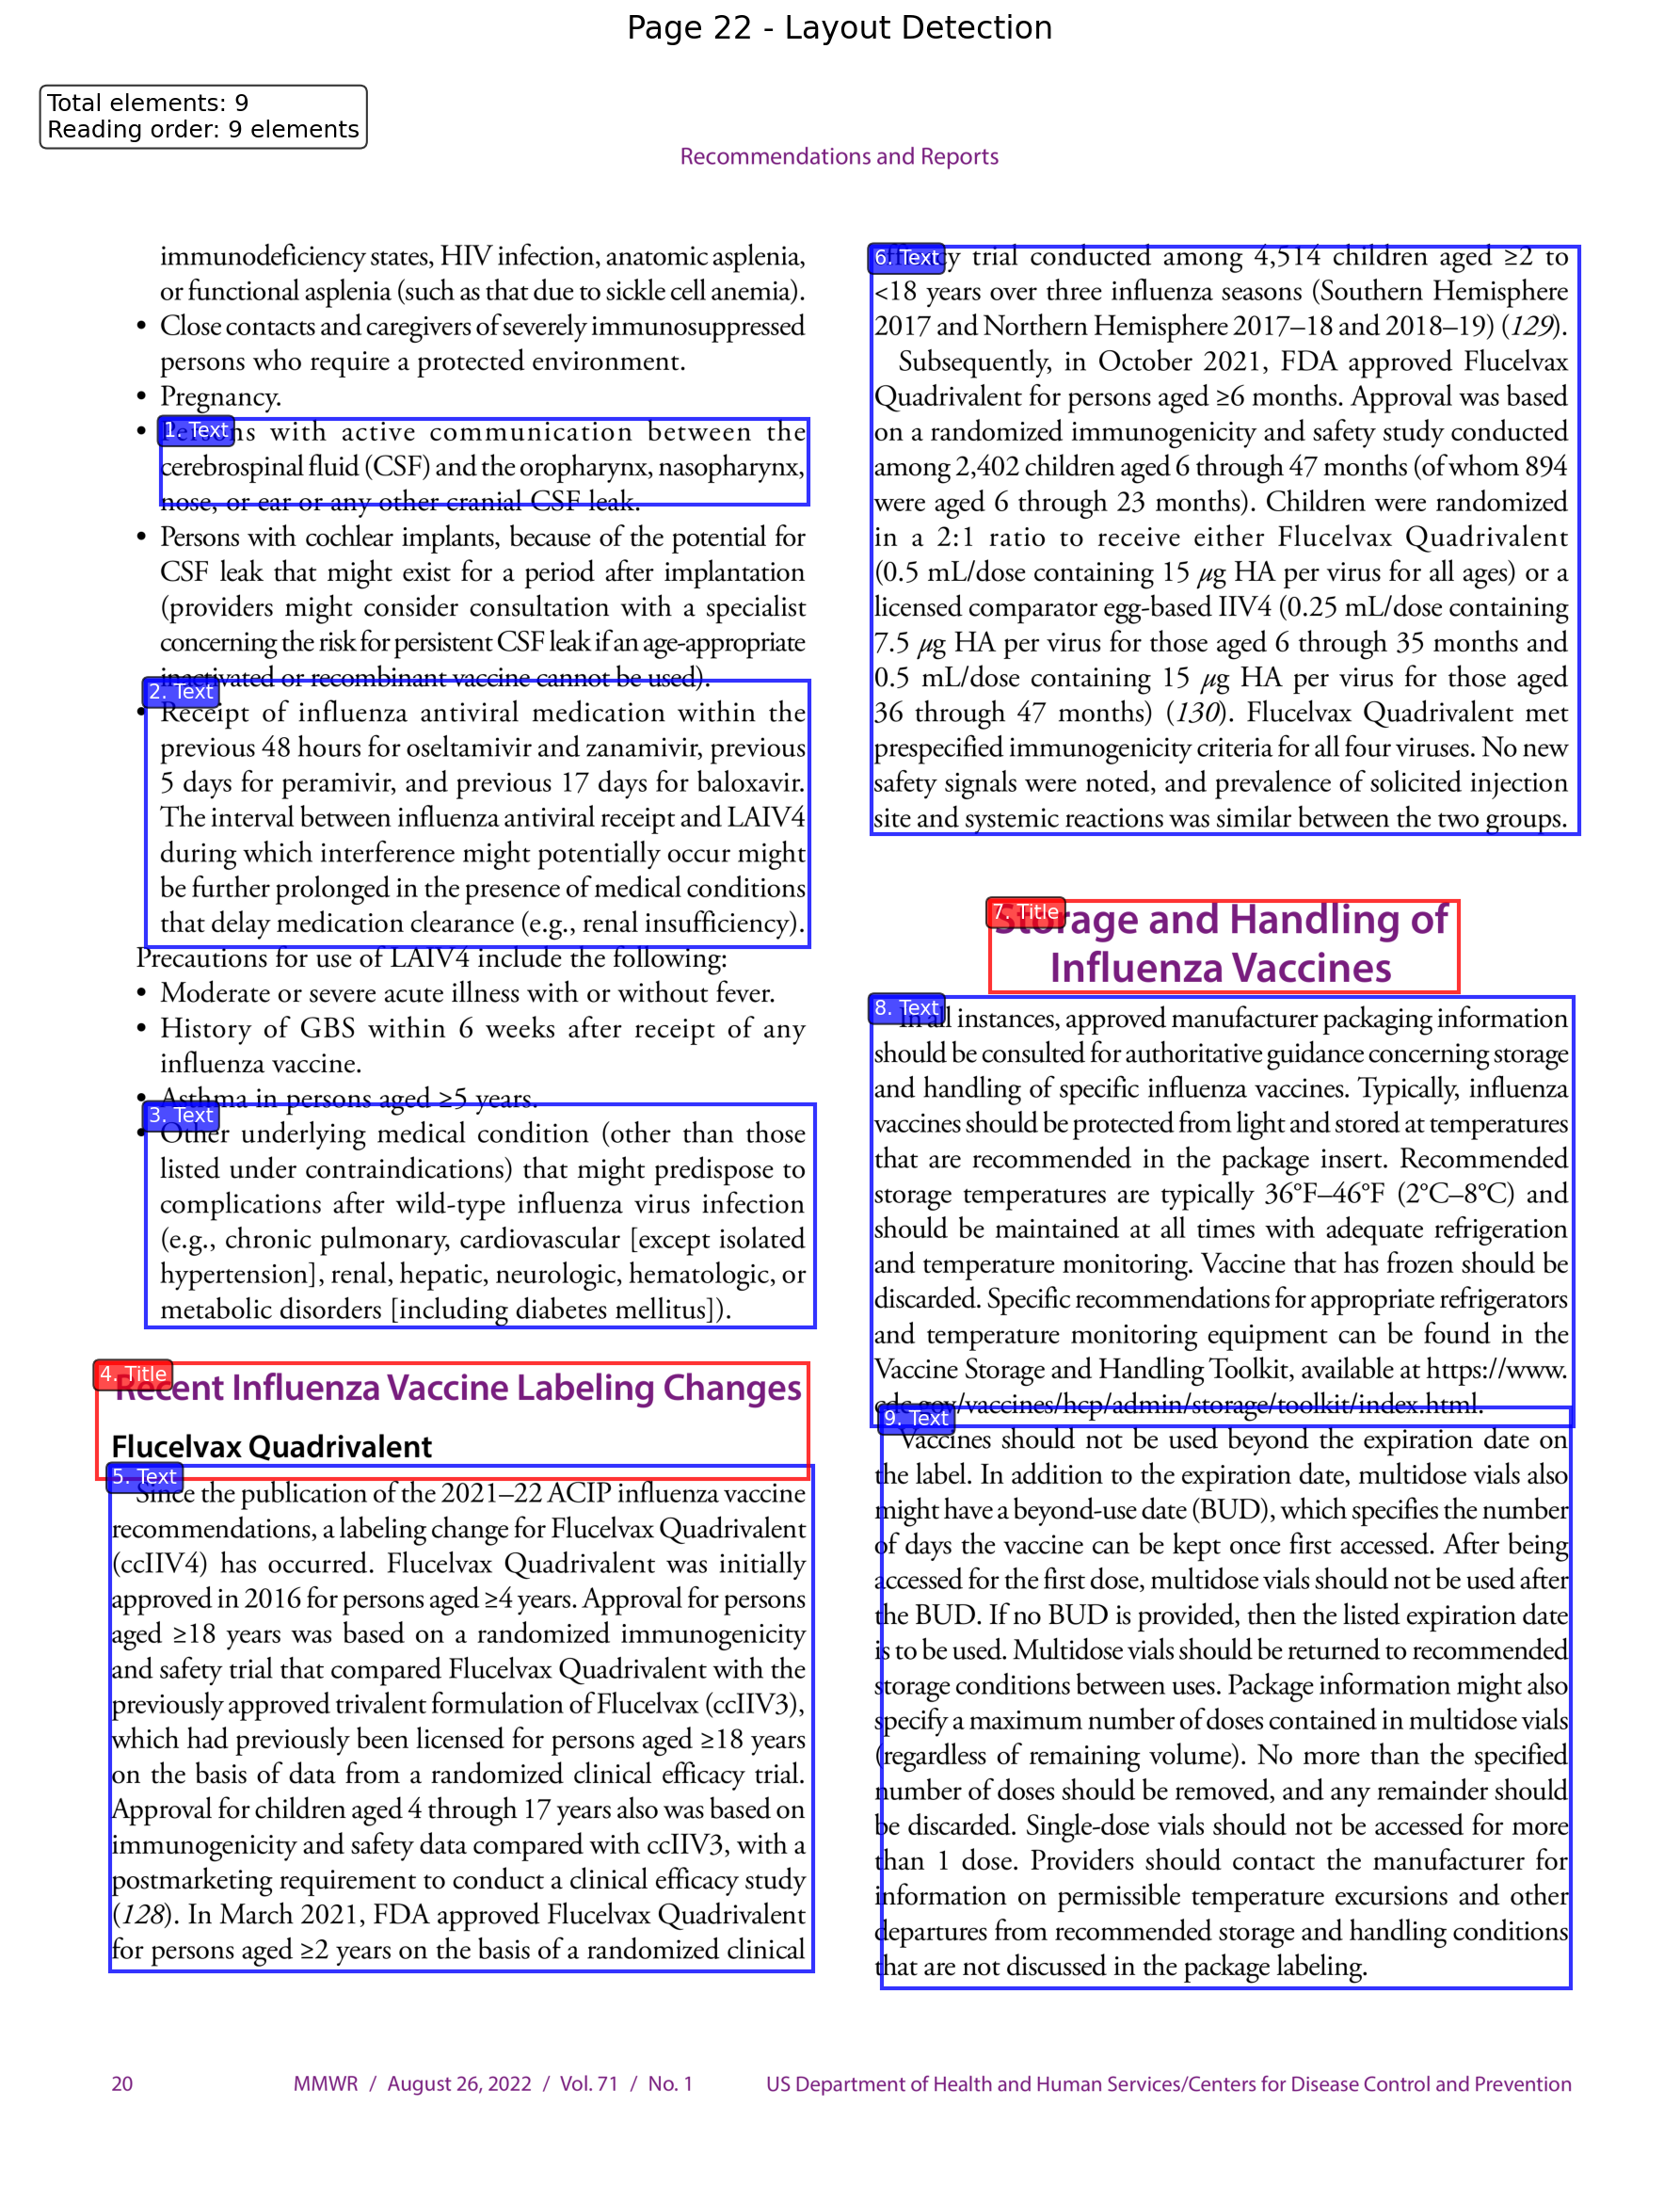 Page 22 - Layout Detection
Total elements: 9
Reading order: 9 elements
Recommendations and Reports
immunodeficiency states, HIV infection, anatomic asplenia,
or functional asplenia (such as that due to sickle cell anemia).
• Close contacts and caregivers of severely immunosuppressed
persons who require a protected environment.
• Pregnancy.
1. Text
• Persons with active communication between the
cerebrospinal fluid (CSF) and the oropharynx, nasopharynx,
nose, or ear or any other cranial CSF leak.
• Persons with cochlear implants, because of the potential for
CSF leak that might exist for a period after implantation
(providers might consider consultation with a specialist
concerning the risk for persistent CSF leak if an age-appropriate
inactivated or recombinant vaccine cannot be used).
2. Text
• Receipt of influenza antiviral medication within the
previous 48 hours for oseltamivir and zanamivir, previous
5 days for peramivir, and previous 17 days for baloxavir.
The interval between influenza antiviral receipt and LAIV4
during which interference might potentially occur might
be further prolonged in the presence of medical conditions
that delay medication clearance (e.g., renal insufficiency).
Precautions for use of LAIV4 include the following:
• Moderate or severe acute illness with or without fever.
• History of GBS within 6 weeks after receipt of any
influenza vaccine.
• Asthma in persons aged ≥5 years.
3. Text
• Other underlying medical condition (other than those
listed under contraindications) that might predispose to
complications after wild-type influenza virus infection
(e.g., chronic pulmonary, cardiovascular [except isolated
hypertension], renal, hepatic, neurologic, hematologic, or
metabolic disorders [including diabetes mellitus]).
4. Title
Recent Influenza Vaccine Labeling Changes
Flucelvax Quadrivalent
5. Text
Since the publication of the 2021–22 ACIP influenza vaccine
recommendations, a labeling change for Flucelvax Quadrivalent
(ccIIV4) has occurred. Flucelvax Quadrivalent was initially
approved in 2016 for persons aged ≥4 years. Approval for persons
aged ≥18 years was based on a randomized immunogenicity
and safety trial that compared Flucelvax Quadrivalent with the
previously approved trivalent formulation of Flucelvax (ccIIV3),
which had previously been licensed for persons aged ≥18 years
on the basis of data from a randomized clinical efficacy trial.
Approval for children aged 4 through 17 years also was based on
immunogenicity and safety data compared with ccIIV3, with a
postmarketing requirement to conduct a clinical efficacy study
(128). In March 2021, FDA approved Flucelvax Quadrivalent
for persons aged ≥2 years on the basis of a randomized clinical
6. Text
efficacy trial conducted among 4,514 children aged ≥2 to
<18 years over three influenza seasons (Southern Hemisphere
2017 and Northern Hemisphere 2017–18 and 2018–19) (129).
Subsequently, in October 2021, FDA approved Flucelvax
Quadrivalent for persons aged ≥6 months. Approval was based
on a randomized immunogenicity and safety study conducted
among 2,402 children aged 6 through 47 months (of whom 894
were aged 6 through 23 months). Children were randomized
in a 2:1 ratio to receive either Flucelvax Quadrivalent
(0.5 mL/dose containing 15 µg HA per virus for all ages) or a
licensed comparator egg-based IIV4 (0.25 mL/dose containing
7.5 µg HA per virus for those aged 6 through 35 months and
0.5 mL/dose containing 15 µg HA per virus for those aged
36 through 47 months) (130). Flucelvax Quadrivalent met
prespecified immunogenicity criteria for all four viruses. No new
safety signals were noted, and prevalence of solicited injection
site and systemic reactions was similar between the two groups.
7. Title
Storage and Handling of
Influenza Vaccines
8. Text
In all instances, approved manufacturer packaging information
should be consulted for authoritative guidance concerning storage
and handling of specific influenza vaccines. Typically, influenza
vaccines should be protected from light and stored at temperatures
that are recommended in the package insert. Recommended
storage temperatures are typically 36°F–46°F (2°C–8°C) and
should be maintained at all times with adequate refrigeration
and temperature monitoring. Vaccine that has frozen should be
discarded. Specific recommendations for appropriate refrigerators
and temperature monitoring equipment can be found in the
Vaccine Storage and Handling Toolkit, available at https://www.
cdc.gov/vaccines/hcp/admin/storage/toolkit/index.html.
9. Text
Vaccines should not be used beyond the expiration date on
the label. In addition to the expiration date, multidose vials also
might have a beyond-use date (BUD), which specifies the number
of days the vaccine can be kept once first accessed. After being
accessed for the first dose, multidose vials should not be used after
the BUD. If no BUD is provided, then the listed expiration date
is to be used. Multidose vials should be returned to recommended
storage conditions between uses. Package information might also
specify a maximum number of doses contained in multidose vials
(regardless of remaining volume). No more than the specified
number of doses should be removed, and any remainder should
be discarded. Single-dose vials should not be accessed for more
than 1 dose. Providers should contact the manufacturer for
information on permissible temperature excursions and other
departures from recommended storage and handling conditions
that are not discussed in the package labeling.
20 MMWR / August 26, 2022 / Vol. 71 / No. 1 US Department of Health and Human Services/Centers for Disease Control and Prevention